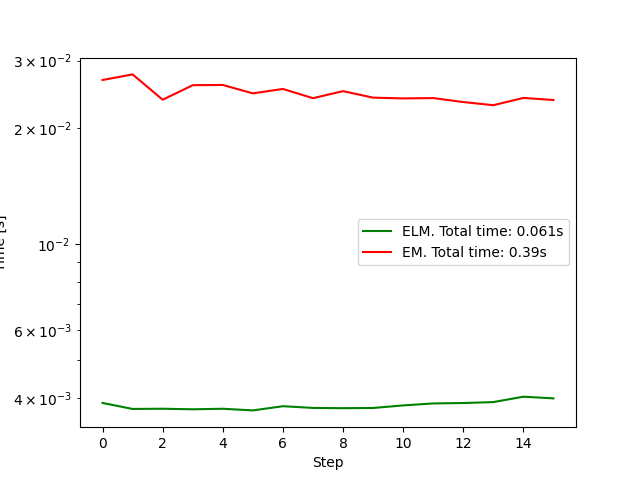 3 × 10⁻²
2 × 10⁻²
10⁻²
6 × 10⁻³
4 × 10⁻³
Time [s]
ELM. Total time: 0.061s
EM. Total time: 0.39s
0 2 4 6 8 10 12 14
Step